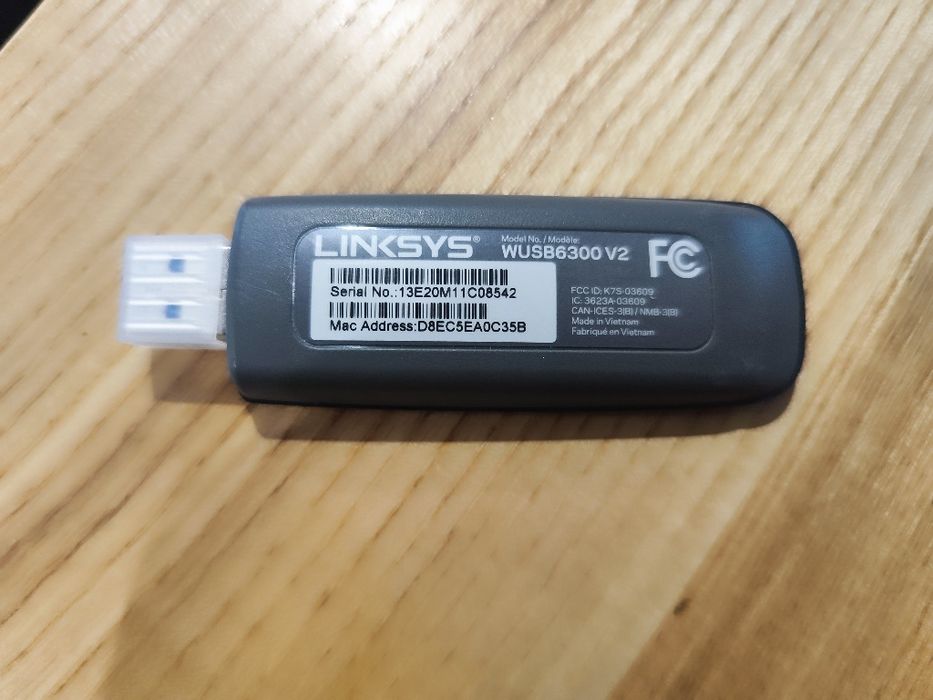 LINKSYS®
Model No. / Modèle:
WUSB6300 V2
FC
Serial No.:13E20M11C08542
Mac Address:D8EC5EA0C35B
FCC ID: K7S-03609
IC: 3623A-03609
CAN-ICES-3(B) / NMB-3(B)
Made in Vietnam
Fabriqué en Vietnam